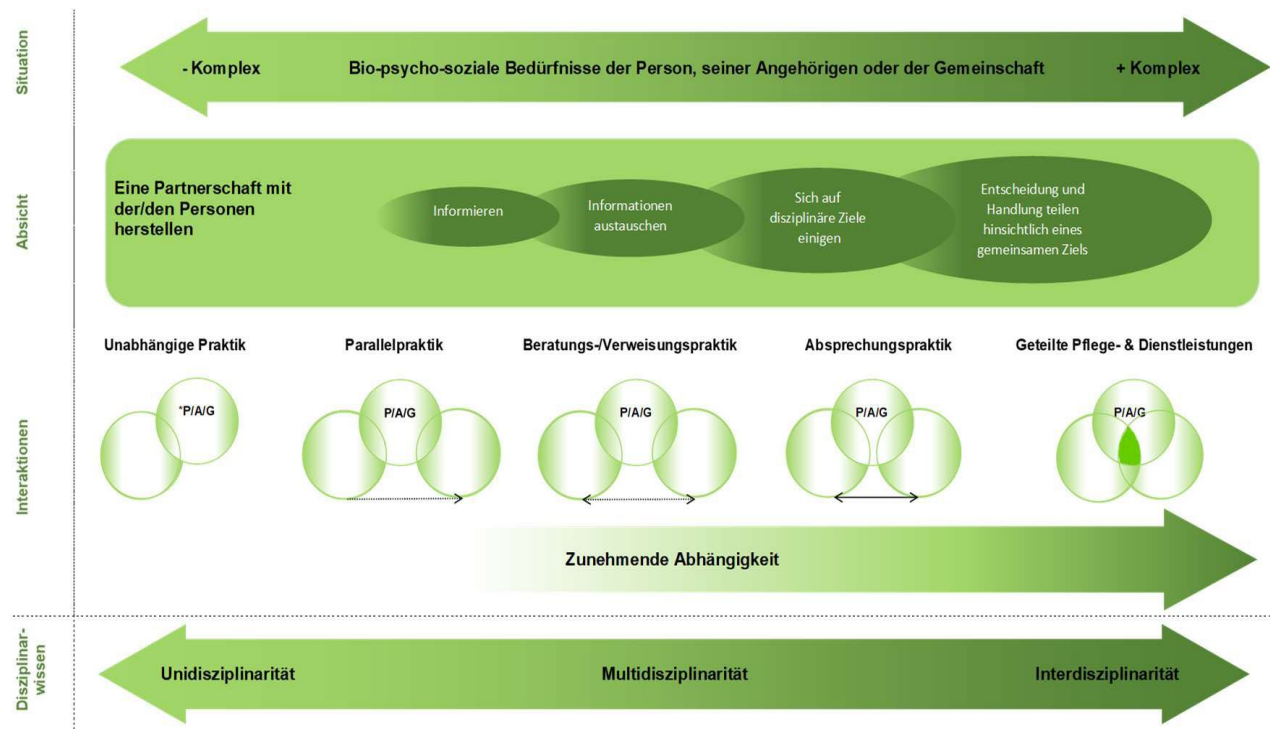 Situation
- Komplex
Bio-psycho-soziale Bedürfnisse der Person, seiner Angehörigen oder der Gemeinschaft
+ Komplex
Absicht
Eine Partnerschaft mit
der/den Personen
herstellen
Informieren
Informationen
austauschen
Sich auf
disziplinäre Ziele
einigen
Entscheidung und
Handlung teilen
hinsichtlich eines
gemeinsamen Ziels
Interaktionen
Unabhängige Praktik
Parallelpraktik
Beratungs-/Verweisungspraktik
Absprechungspraktik
Geteilte Pflege- & Dienstleistungen
*P/A/G
P/A/G
P/A/G
P/A/G
P/A/G
Zunehmende Abhängigkeit
Disziplinar-
wissen
Unidisziplinarität
Multidisziplinarität
Interdisziplinarität